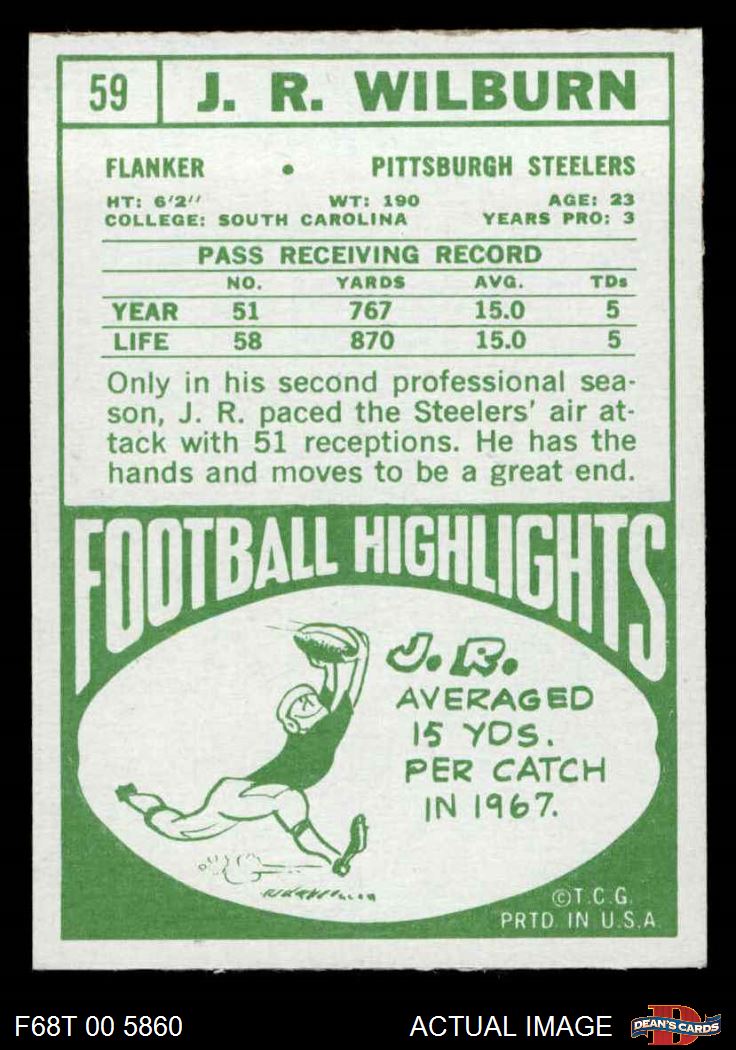 59 J. R. WILBURN
FLANKER • PITTSBURGH STEELERS
HT: 6'2" WT: 190 AGE: 23
COLLEGE: SOUTH CAROLINA YEARS PRO: 3
PASS RECEIVING RECORD
NO. YARDS AVG. TDs
YEAR 51 767 15.0 5
LIFE 58 870 15.0 5
Only in his second professional sea-
son, J. R. paced the Steelers' air at-
tack with 51 receptions. He has the
hands and moves to be a great end.
FOOTBALL HIGHLIGHTS
J. R.
AVERAGED
15 YDS.
PER CATCH
IN 1967.
©T.C.G.
PRTD. IN U.S.A.
F68T 00 5860 ACTUAL IMAGE DEAN'S CARDS